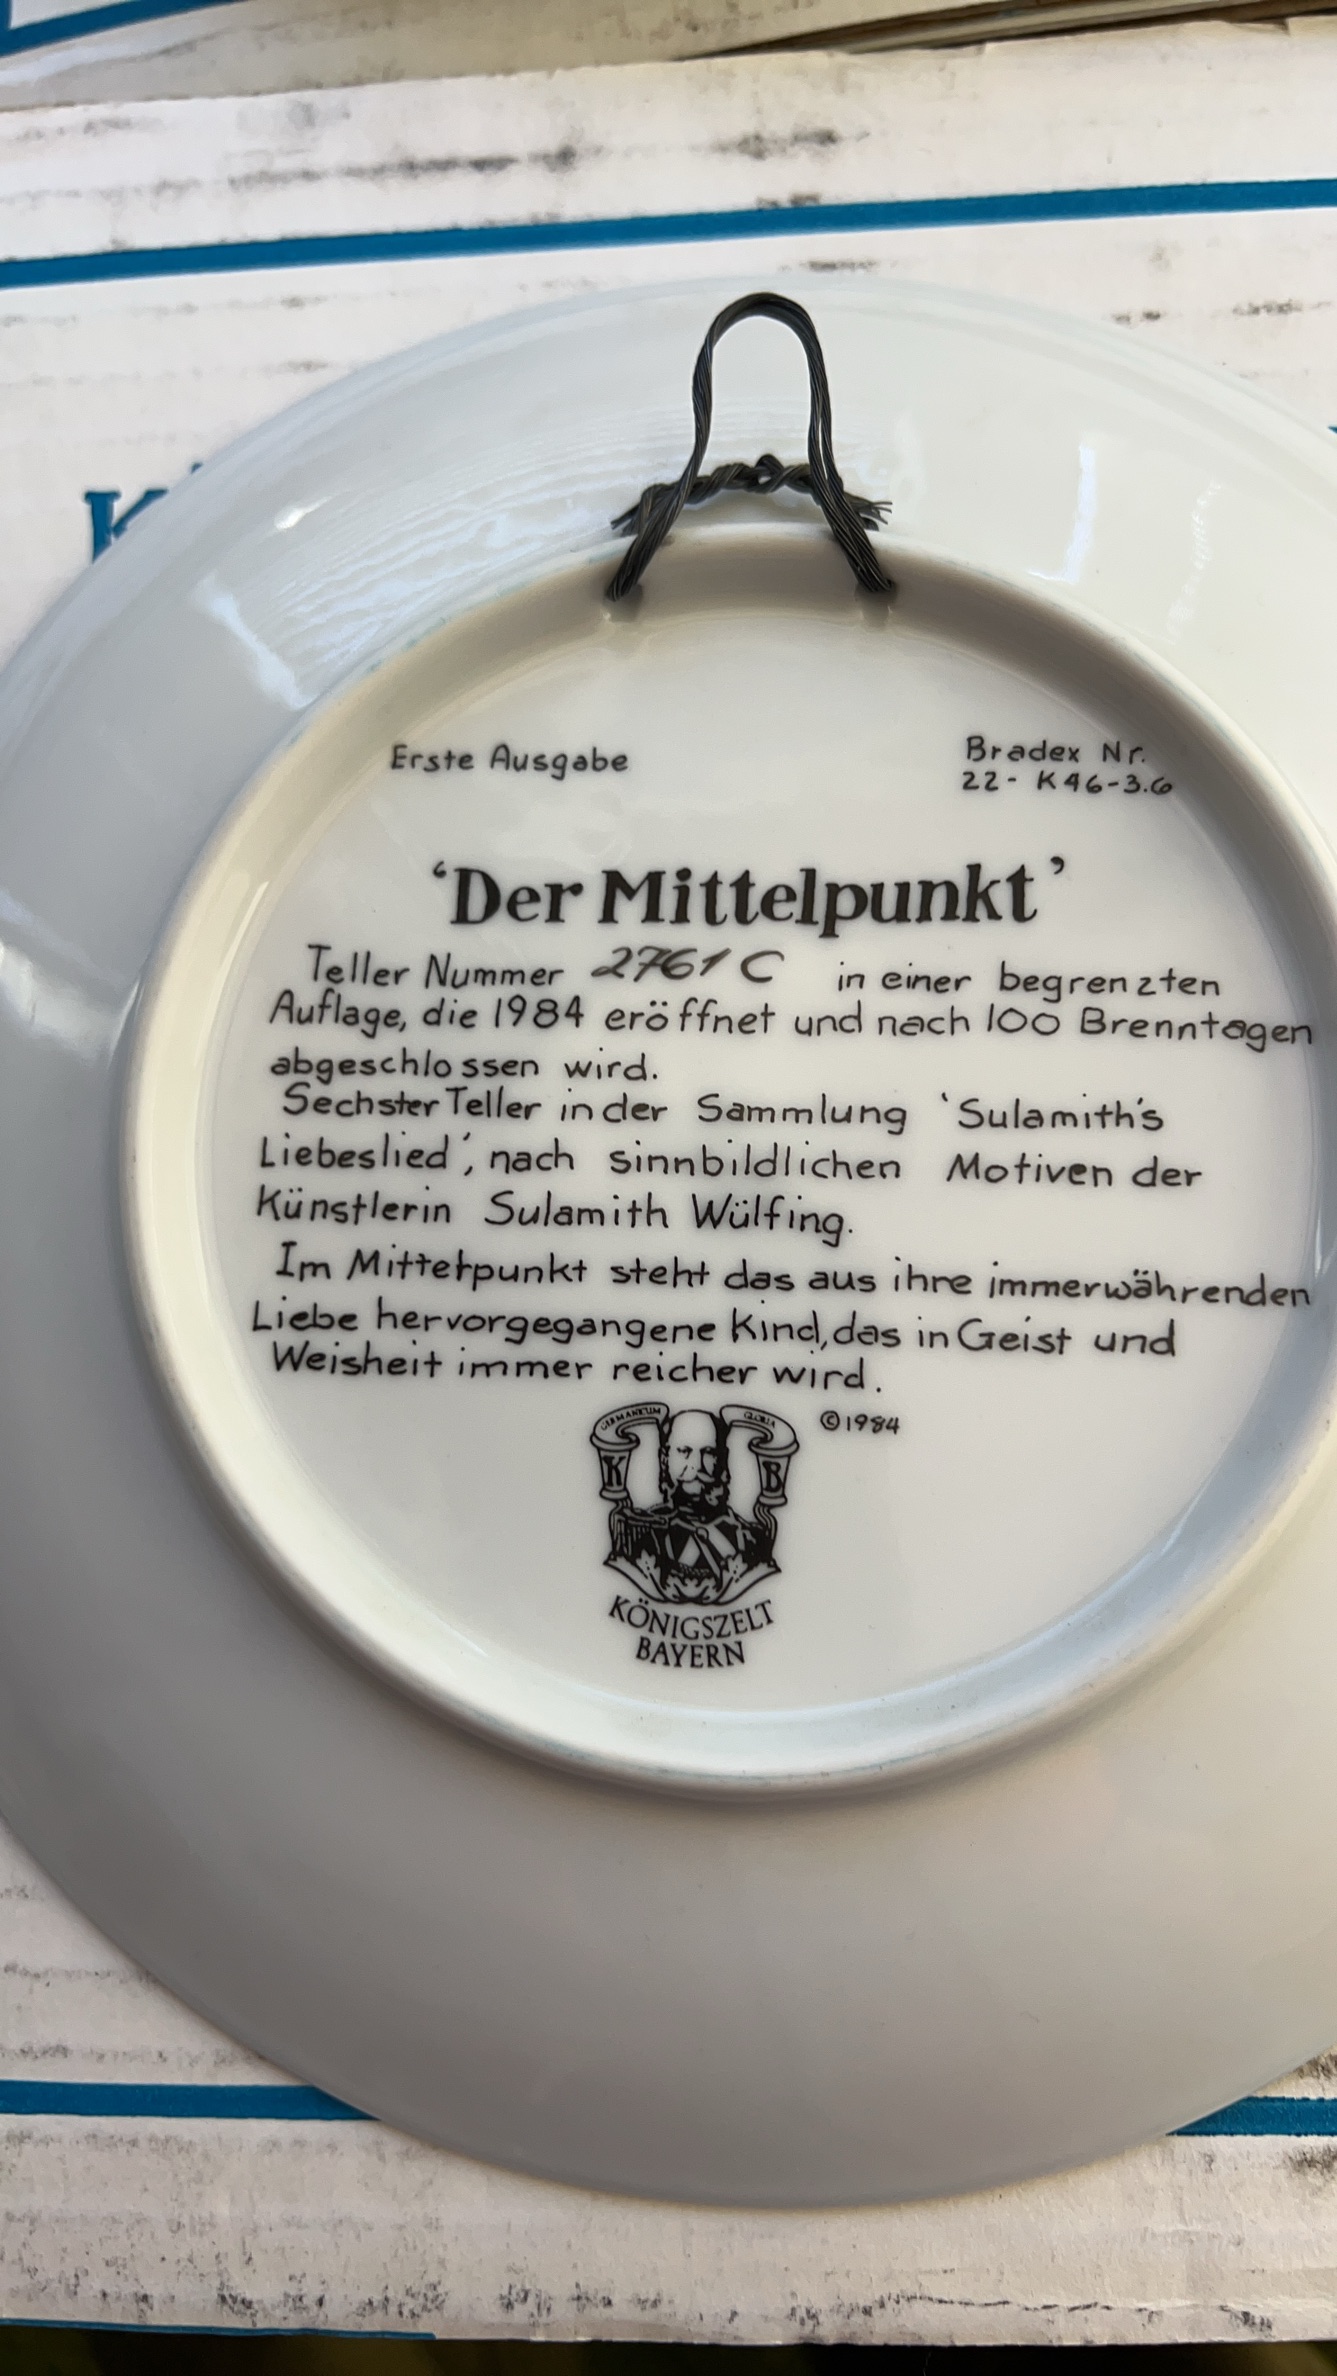 K
Erste Ausgabe
Bradex Nr.
22- K46-3.6
‘Der Mittelpunkt’
Teller Nummer 2761 C in einer begrenzten
Auflage, die 1984 eröffnet und nach 100 Brenntagen
abgeschlossen wird.
Sechster Teller in der Sammlung ‘Sulamith's
Liebeslied’, nach sinnbildlichen Motiven der
Künstlerin Sulamith Wülfing.
Im Mittelpunkt steht das aus ihre immerwährenden
Liebe hervorgegangene Kind, das in Geist und
Weisheit immer reicher wird.
©1984
GERMANICUM GLORIA
K B
KÖNIGSZELT
BAYERN